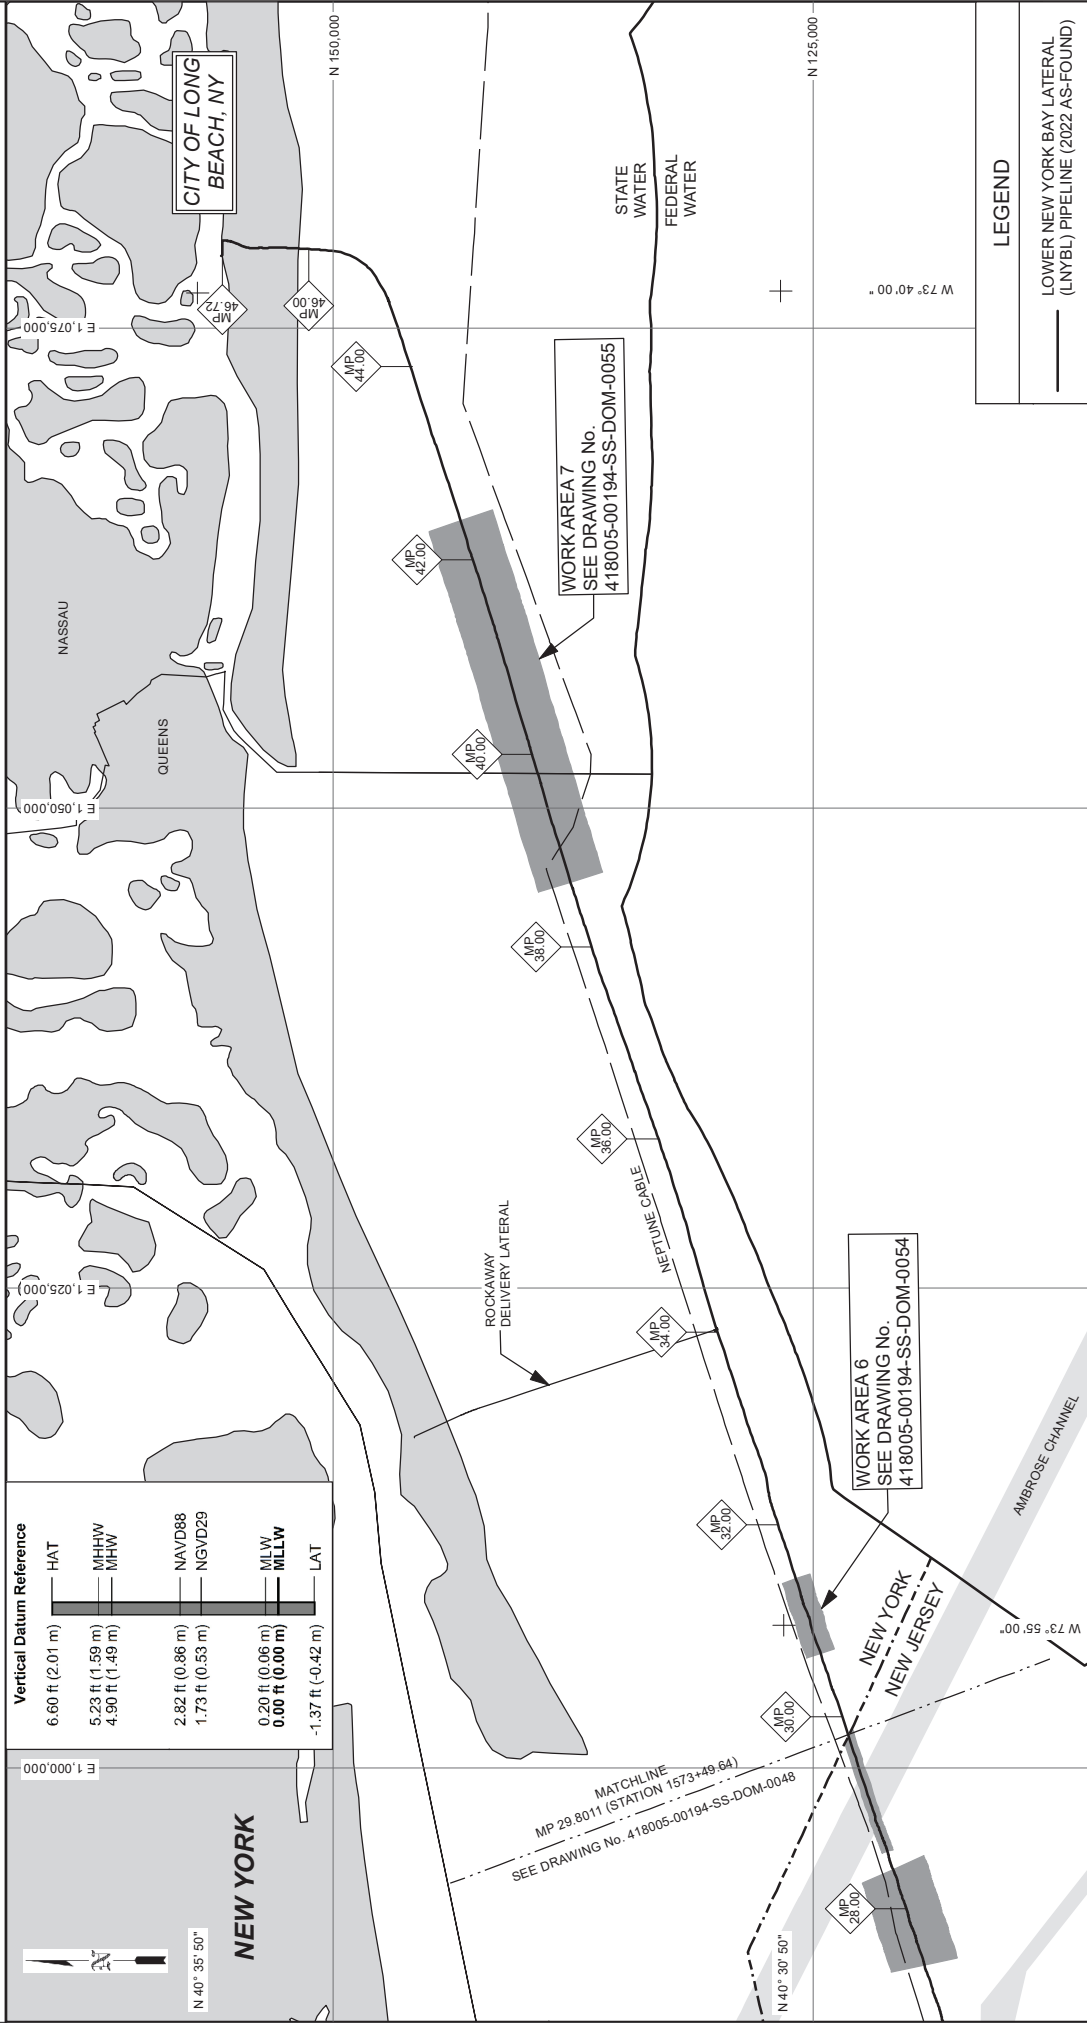 Vertical Datum Reference
6.60 ft (2.01 m) HAT
5.23 ft (1.59 m) MHHW
4.90 ft (1.49 m) MHW
2.82 ft (0.86 m) NAVD88
1.73 ft (0.53 m) NGVD29
0.20 ft (0.06 m) MLW
0.00 ft (0.00 m) MLLW
-1.37 ft (-0.42 m) LAT
N
N 40° 35' 50"
NEW YORK
E 1,000,000
E 1,025,000
E 1,050,000
E 1,075,000
QUEENS
NASSAU
CITY OF LONG
BEACH, NY
N 150,000
MP
46.72
MP
46.00
MP
44.00
MP
42.00
MP
40.00
MP
38.00
MP
36.00
MP
34.00
MP
32.00
MP
30.00
MP
28.00
ROCKAWAY
DELIVERY LATERAL
NEPTUNE CABLE
WORK AREA 7
SEE DRAWING No.
418005-00194-SS-DOM-0055
STATE
WATER
FEDERAL
WATER
MATCHLINE
MP 29.8011 (STATION 1573+49.64)
SEE DRAWING No. 418005-00194-SS-DOM-0048
N 40° 30' 50"
N 125,000
W 73° 40' 00"
WORK AREA 6
SEE DRAWING No.
418005-00194-SS-DOM-0054
NEW YORK
NEW JERSEY
AMBROSE CHANNEL
W 73° 55' 00"
LEGEND
LOWER NEW YORK BAY LATERAL
(LNYBL) PIPELINE (2022 AS-FOUND)